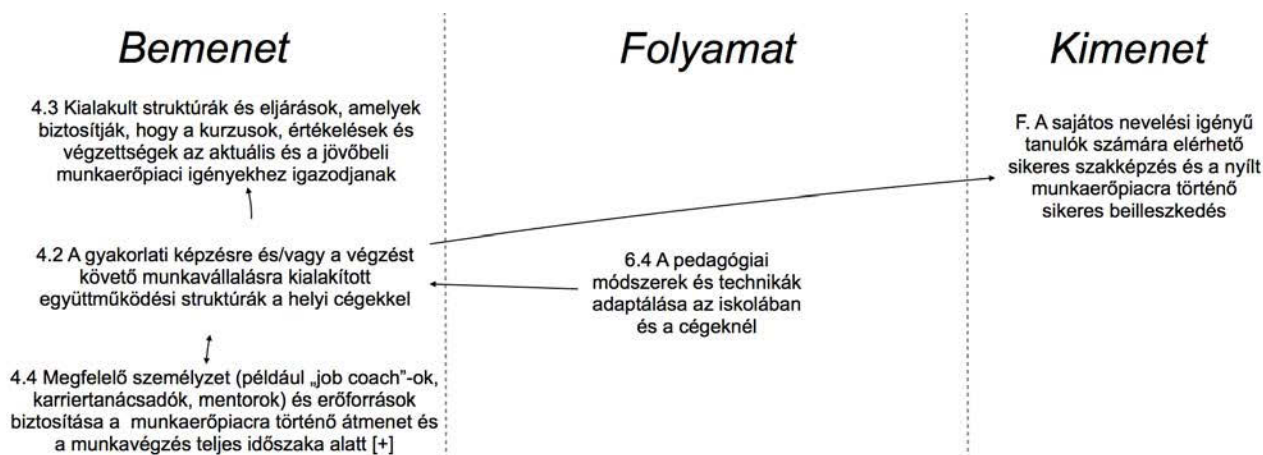 Bemenet
Folyamat
Kimenet
4.3 Kialakult struktúrák és eljárások, amelyek
biztosítják, hogy a kurzusok, értékelések és
végzettségek az aktuális és a jövőbeli
munkaerőpiaci igényekhez igazodjanak
4.2 A gyakorlati képzésre és/vagy a végzést
követő munkavállalásra kialakított
együttműködési struktúrák a helyi cégekkel
4.4 Megfelelő személyzet (például „job coach”-ok,
karriertanácsadók, mentorok) és erőforrások
biztosítása a munkaerőpiacra történő átmenet és
a munkavégzés teljes időszaka alatt [+]
6.4 A pedagógiai
módszerek és technikák
adaptálása az iskolában
és a cégeknél
F. A sajátos nevelési igényű
tanulók számára elérhető
sikeres szakképzés és a nyílt
munkaerőpiacra történő
sikeres beilleszkedés